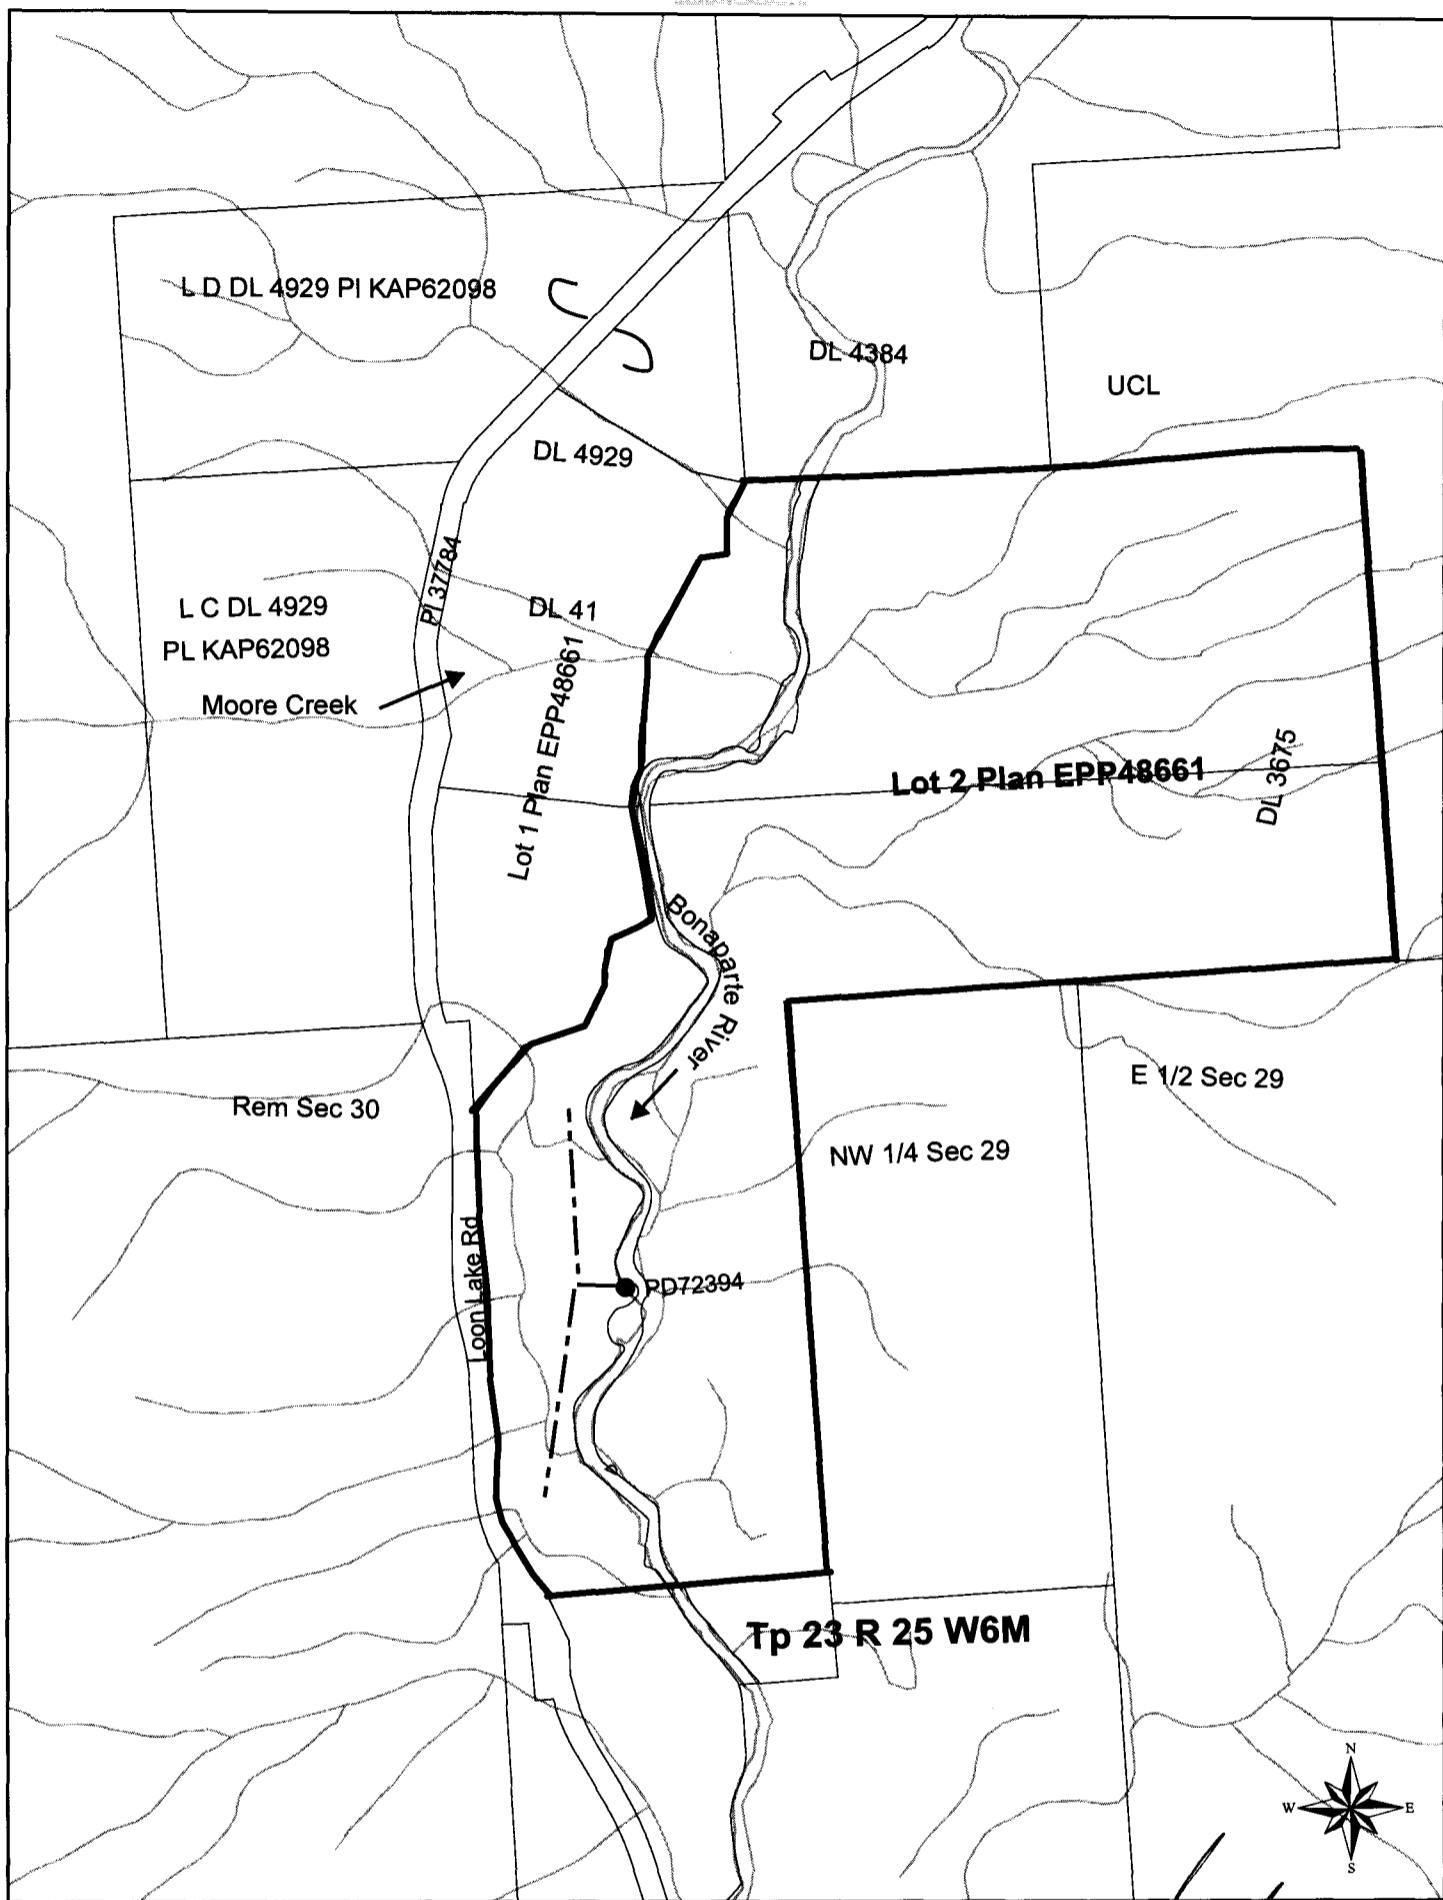 L D DL 4929 Pl KAP62098
DL 4384
UCL
DL 4929
Pl 37784
L C DL 4929
PL KAP62098
DL 41
Moore Creek
Lot 1 Plan EPP48661
Lot 2 Plan EPP48661
DL 3675
Bonaparte River
E 1/2 Sec 29
Rem Sec 30
NW 1/4 Sec 29
Loon Lake Rd
PD72394
Tp 23 R 25 W6M
N
W
E
S